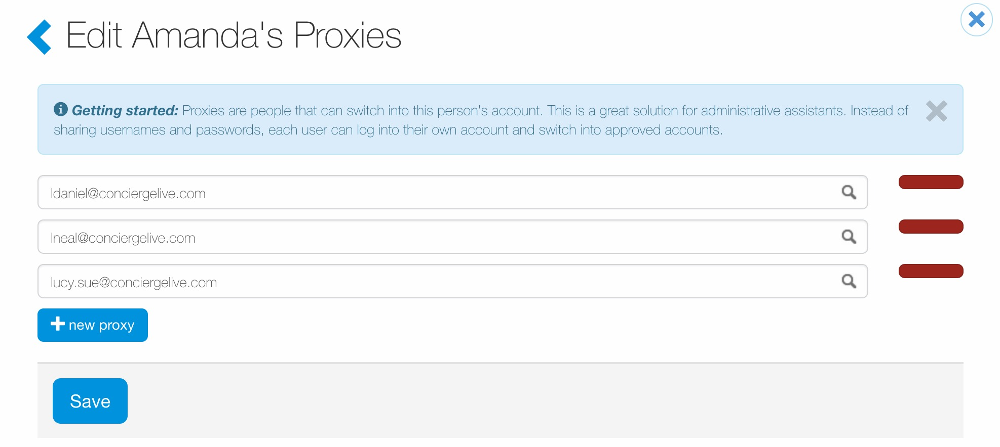 Edit Amanda's Proxies
Getting started: Proxies are people that can switch into this person's account. This is a great solution for administrative assistants. Instead of
sharing usernames and passwords, each user can log into their own account and switch into approved accounts.
ldaniel@conciergelive.com
lneal@conciergelive.com
lucy.sue@conciergelive.com
new proxy
Save